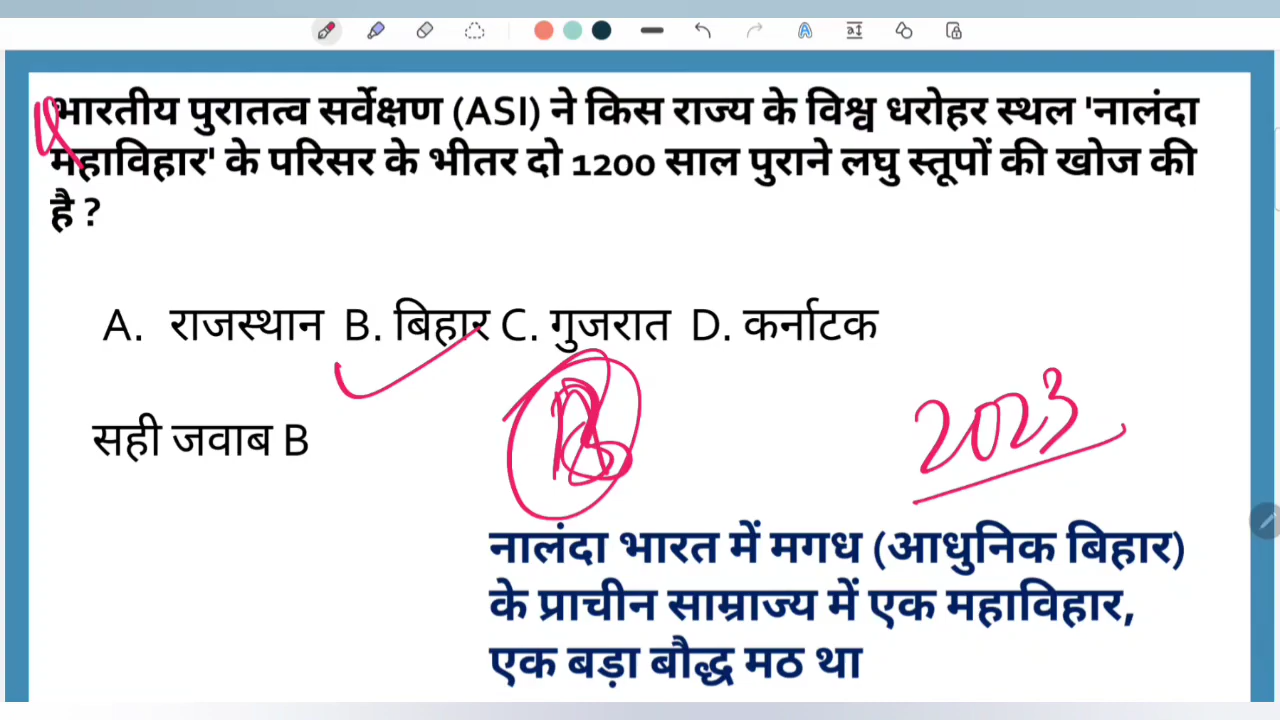 भारतीय पुरातत्व सर्वेक्षण (ASI) ने किस राज्य के विश्व धरोहर स्थल 'नालंदा
महाविहार' के परिसर के भीतर दो 1200 साल पुराने लघु स्तूपों की खोज की
है ?
A. राजस्थान B. बिहार C. गुजरात D. कर्नाटक
सही जवाब B
B
2023
नालंदा भारत में मगध (आधुनिक बिहार)
के प्राचीन साम्राज्य में एक महाविहार,
एक बड़ा बौद्ध मठ था